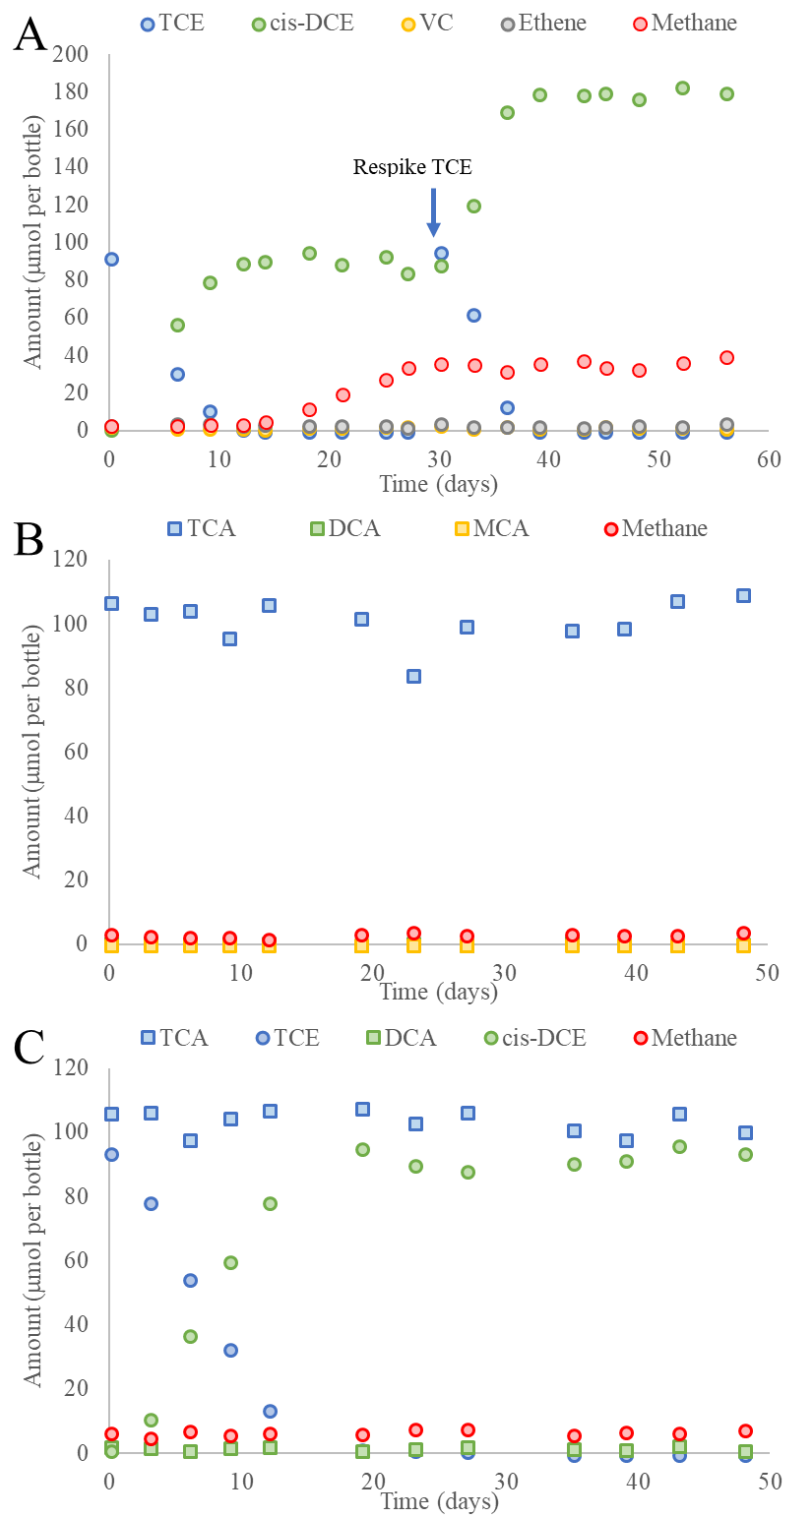 A
TCE cis-DCE VC Ethene Methane
200
180
160
140
120
100
80
60
40
20
0
Amount (μmol per bottle)
Respike TCE
0 10 20 30 40 50 60
Time (days)
B
TCA DCA MCA Methane
120
100
80
60
40
20
0
Amount (μmol per bottle)
0 10 20 30 40 50
Time (days)
C
TCA TCE DCA cis-DCE Methane
120
100
80
60
40
20
0
Amount (μmol per bottle)
0 10 20 30 40 50
Time (days)